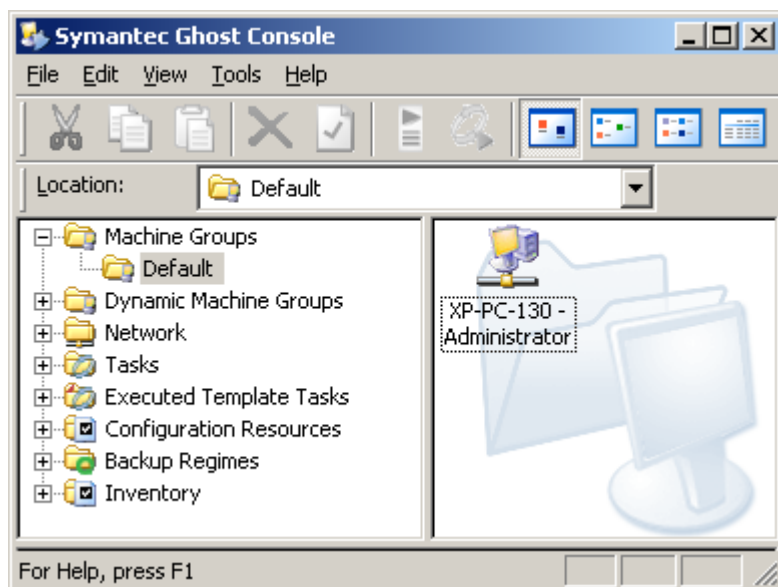 Symantec Ghost Console
File Edit View Tools Help
Location: Default
Machine Groups
Default
Dynamic Machine Groups
Network
Tasks
Executed Template Tasks
Configuration Resources
Backup Regimes
Inventory
XP-PC-130 -
Administrator
For Help, press F1